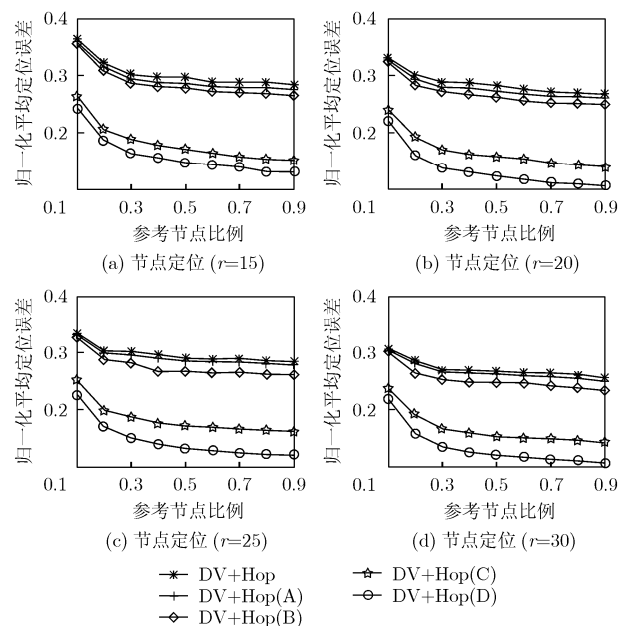 0.4
0.3
0.2
0.1
归一化平均定位误差
0.3 0.5 0.7 0.9
参考节点比例
(a) 节点定位 (r=15)
0.4
0.3
0.2
0.1
归一化平均定位误差
0.3 0.5 0.7 0.9
参考节点比例
(b) 节点定位 (r=20)
0.4
0.3
0.2
0.1
归一化平均定位误差
0.3 0.5 0.7 0.9
参考节点比例
(c) 节点定位 (r=25)
0.4
0.3
0.2
0.1
归一化平均定位误差
0.3 0.5 0.7 0.9
参考节点比例
(d) 节点定位 (r=30)
DV+Hop
DV+Hop(A)
DV+Hop(B)
DV+Hop(C)
DV+Hop(D)